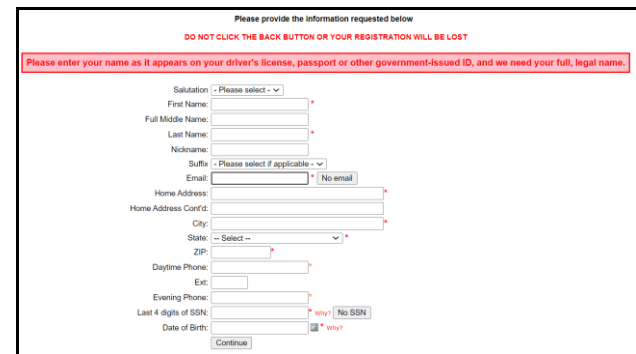 Please provide the information requested below
DO NOT CLICK THE BACK BUTTON OR YOUR REGISTRATION WILL BE LOST
Please enter your name as it appears on your driver's license, passport or other government-issued ID, and we need your full, legal name.
Salutation - Please select -
First Name: *
Full Middle Name:
Last Name: *
Nickname:
Suffix - Please select if applicable -
Email: * No email
Home Address: *
Home Address Cont'd:
City: *
State: -- Select -- *
ZIP: *
Daytime Phone: *
Ext:
Evening Phone: *
Last 4 digits of SSN: * Why? No SSN
Date of Birth: * Why?
Continue